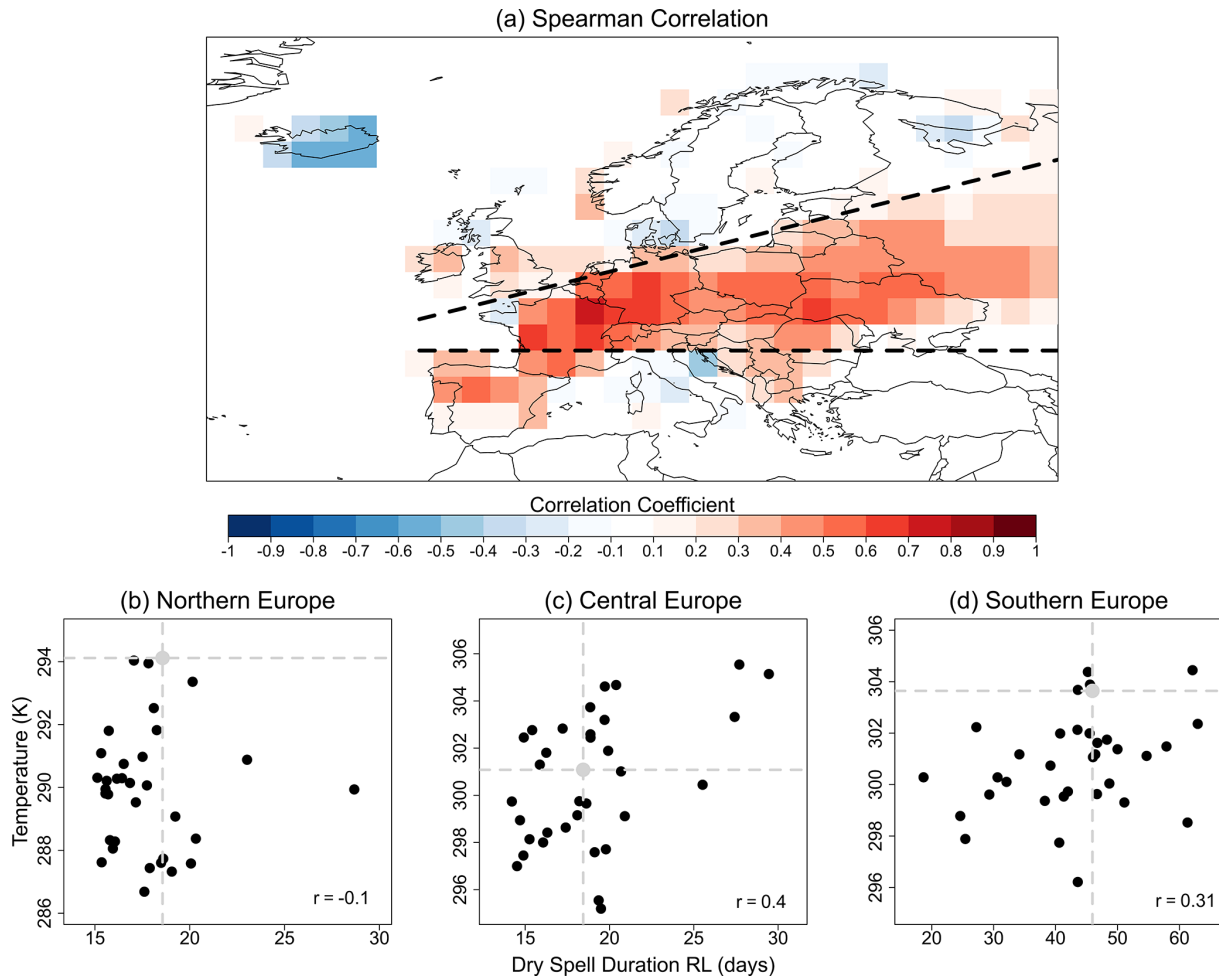 (a) Spearman Correlation
Correlation Coefficient
-1 -0.9 -0.8 -0.7 -0.6 -0.5 -0.4 -0.3 -0.2 -0.1 0.1 0.2 0.3 0.4 0.5 0.6 0.7 0.8 0.9 1
(b) Northern Europe
Temperature (K)
294
292
290
288
286
r = -0.1
15 20 25 30
(c) Central Europe
306
304
302
300
298
296
r = 0.4
15 20 25 30
(d) Southern Europe
306
304
302
300
298
296
r = 0.31
20 30 40 50 60
Dry Spell Duration RL (days)